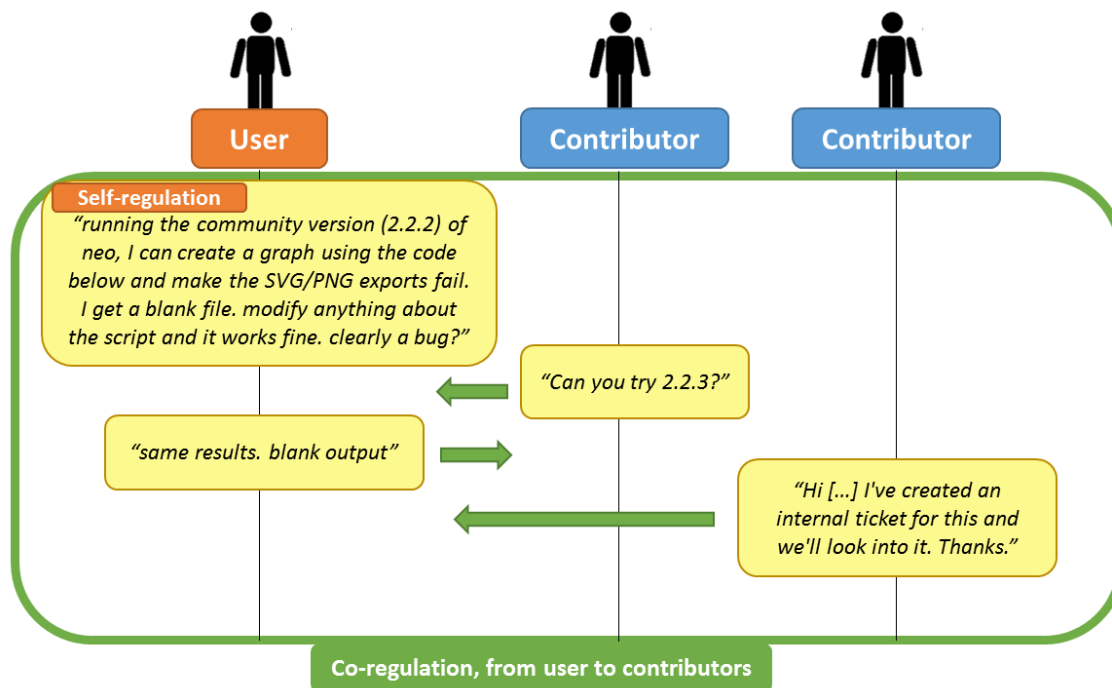 User
Contributor
Contributor
Self-regulation
“running the community version (2.2.2) of
neo, I can create a graph using the code
below and make the SVG/PNG exports fail.
I get a blank file. modify anything about
the script and it works fine. clearly a bug?”
“Can you try 2.2.3?”
“same results. blank output”
“Hi [...] I've created an
internal ticket for this and
we'll look into it. Thanks.”
Co-regulation, from user to contributors